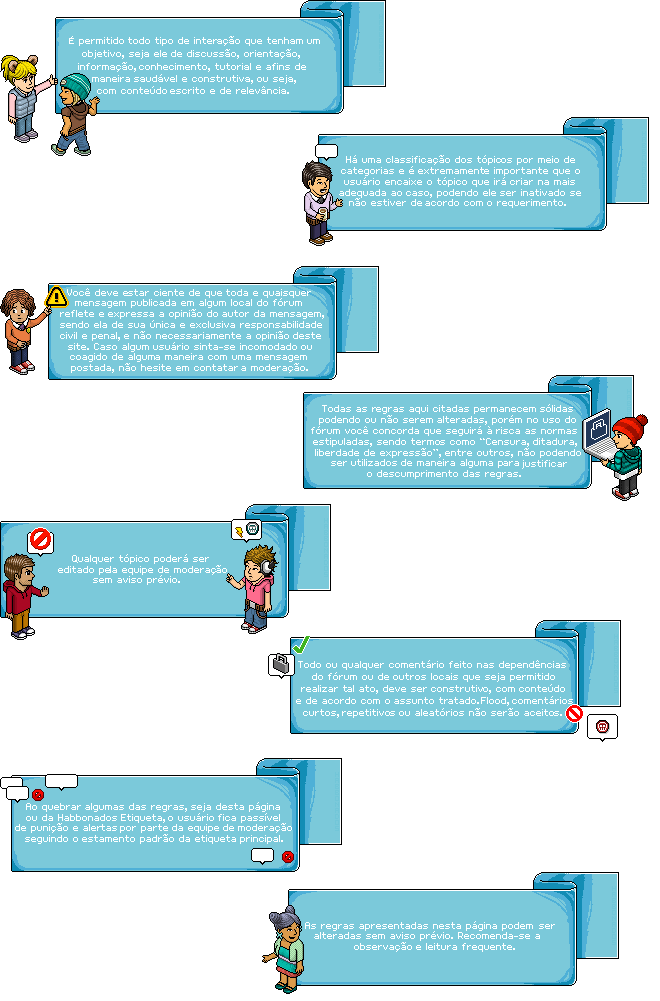 É permitido todo tipo de interação que tenham um
objetivo, seja ele de discussão, orientação,
informação, conhecimento, tutorial e afins de
maneira saudável e construtiva, ou seja,
com conteúdo escrito e de relevância.
Há uma classificação dos tópicos por meio de
categorias e é extremamente importante que o
usuário encaixe o tópico que irá criar na mais
adequada ao caso, podendo ele ser inativado se
não estiver de acordo com o requerimento.
Você deve estar ciente de que toda e quaisquer
mensagem publicada em algum local do fórum
reflete e expressa a opinião do autor da mensagem,
sendo ela de sua única e exclusiva responsabilidade
civil e penal, e não necessariamente a opinião deste
site. Caso algum usuário sinta-se incomodado ou
coagido de alguma maneira com uma mensagem
postada, não hesite em contatar a moderação.
Todas as regras aqui citadas permanecem sólidas
podendo ou não serem alteradas, porém no uso do
fórum você concorda que seguirá à risca as normas
estipuladas, sendo termos como "Censura, ditadura,
liberdade de expressão", entre outros, não podendo
ser utilizados de maneira alguma para justificar
o descumprimento das regras.
Qualquer tópico poderá ser
editado pela equipe de moderação
sem aviso prévio.
Todo ou qualquer comentário feito nas dependências
do fórum ou de outros locais que seja permitido
realizar tal ato, deve ser construtivo, com conteúdo
e de acordo com o assunto tratado.Flood, comentários
curtos, repetitivos ou aleatórios não serão aceitos.
Ao quebrar algumas das regras, seja desta página
ou da Habbonados Etiqueta, o usuário fica passível
de punição e alertas por parte da equipe de moderação
seguindo o estamento padrão da etiqueta principal.
As regras apresentadas nesta página podem ser
alteradas sem aviso prévio. Recomenda-se a
observação e leitura frequente.